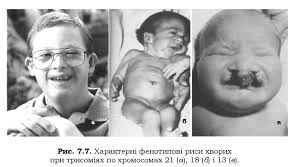 а
б
в
Рис. 7.7. Характерні фенотипові риси хворих
при трисоміях по хромосомах 21 (а), 18 (б) і 13 (в).